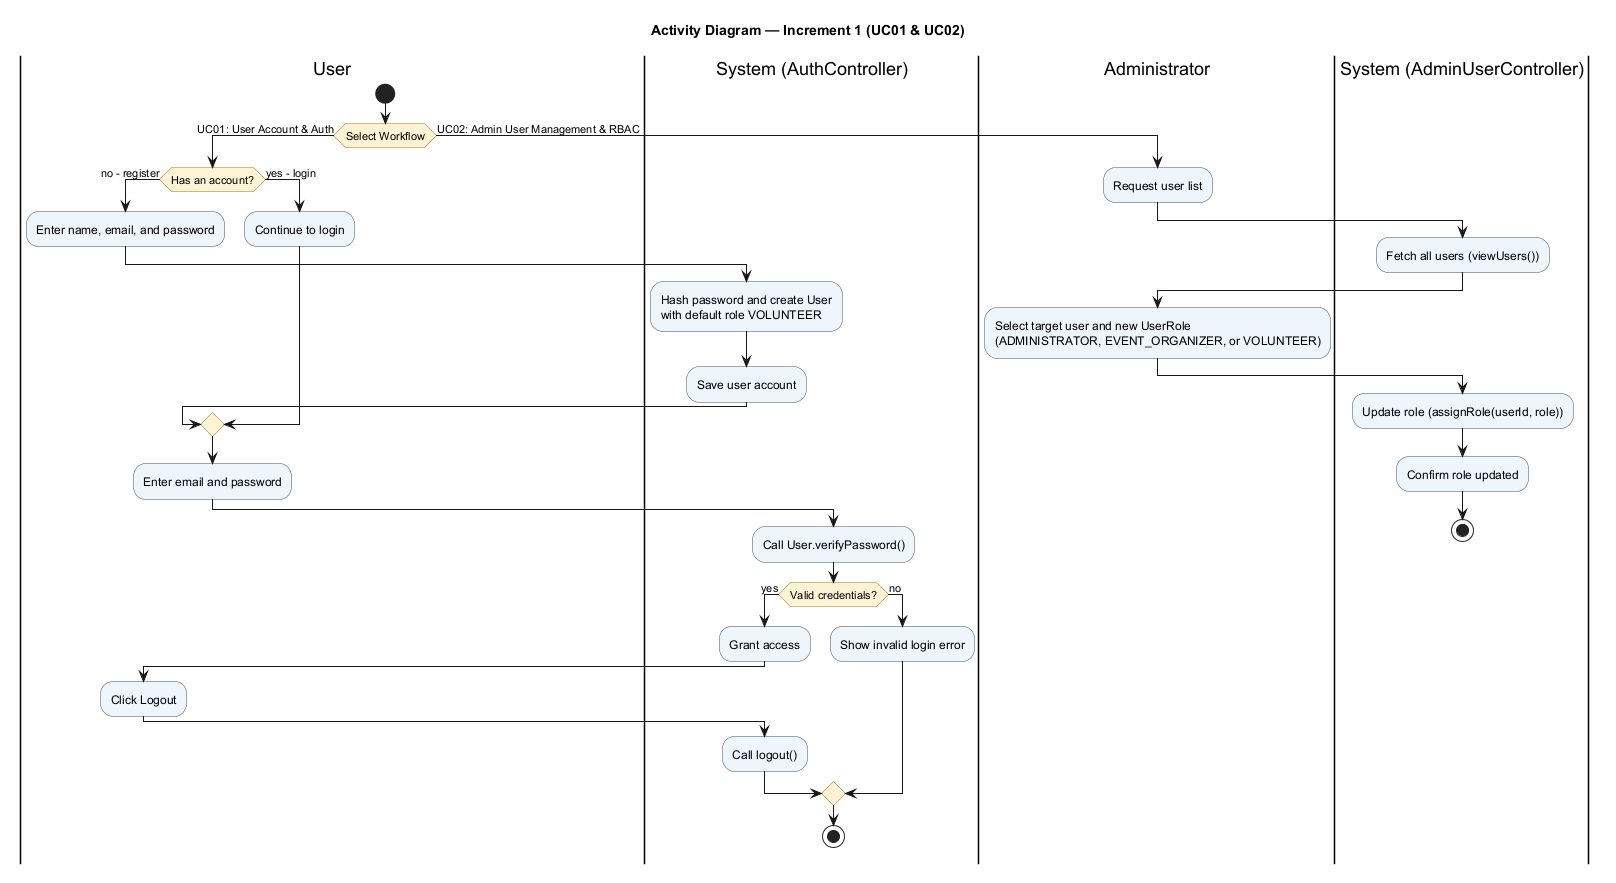 Activity Diagram — Increment 1 (UC01 & UC02)
User
System (AuthController)
Administrator
System (AdminUserController)
UC01: User Account & Auth
Select Workflow
UC02: Admin User Management & RBAC
no - register
Has an account?
yes - login
Request user list
Enter name, email, and password
Continue to login
Fetch all users (viewUsers())
Hash password and create User
with default role VOLUNTEER
Select target user and new UserRole
(ADMINISTRATOR, EVENT_ORGANIZER, or VOLUNTEER)
Save user account
Update role (assignRole(userId, role))
Enter email and password
Confirm role updated
Call User.verifyPassword()
yes
Valid credentials?
no
Grant access
Show invalid login error
Click Logout
Call logout()